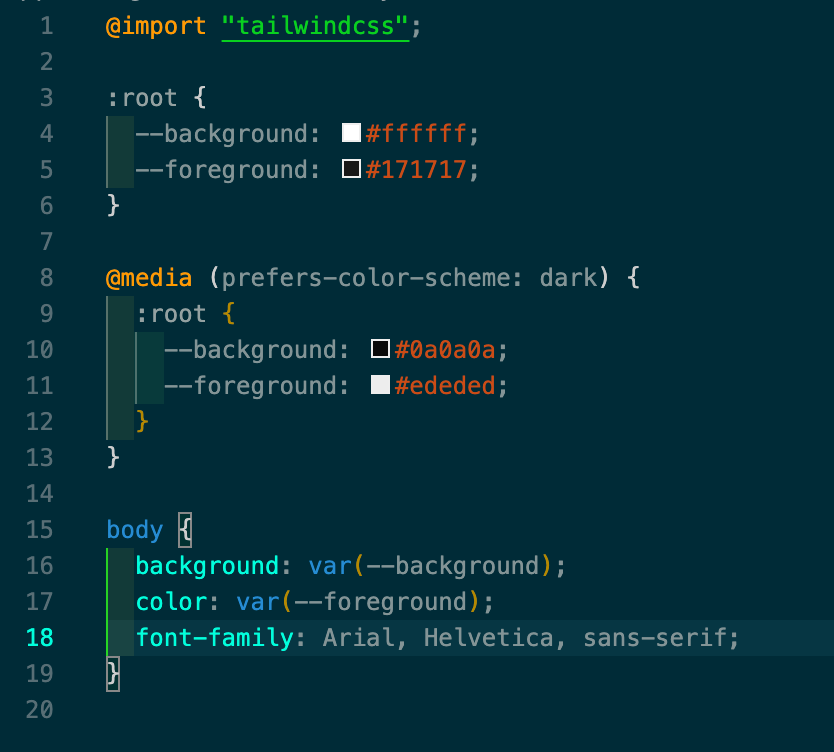 1 @import "tailwindcss";
2
3 :root {
4   --background: #ffffff;
5   --foreground: #171717;
6 }
7
8 @media (prefers-color-scheme: dark) {
9   :root {
10     --background: #0a0a0a;
11     --foreground: #ededed;
12   }
13 }
14
15 body {
16   background: var(--background);
17   color: var(--foreground);
18   font-family: Arial, Helvetica, sans-serif;
19 }
20